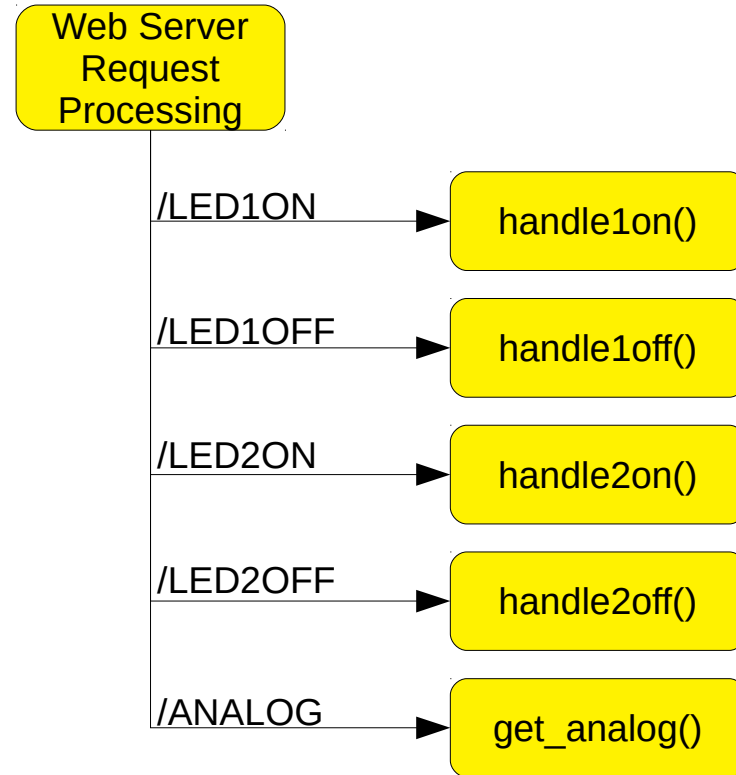 Web Server
Request
Processing
/LED1ON
handle1on()
/LED1OFF
handle1off()
/LED2ON
handle2on()
/LED2OFF
handle2off()
/ANALOG
get_analog()